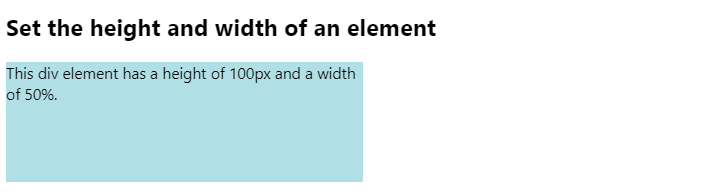 Set the height and width of an element
This div element has a height of 100px and a width
of 50%.